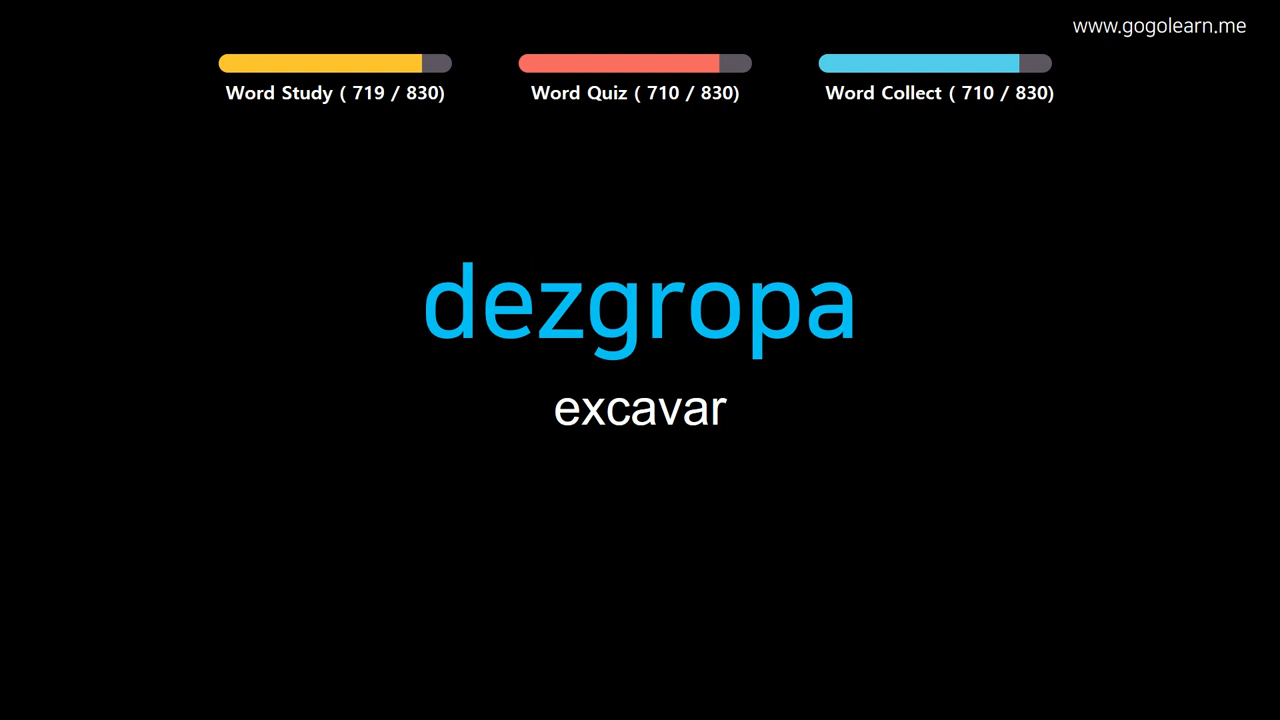 www.gogolearn.me
Word Study ( 719 / 830)
Word Quiz ( 710 / 830)
Word Collect ( 710 / 830)
dezgropa
excavar